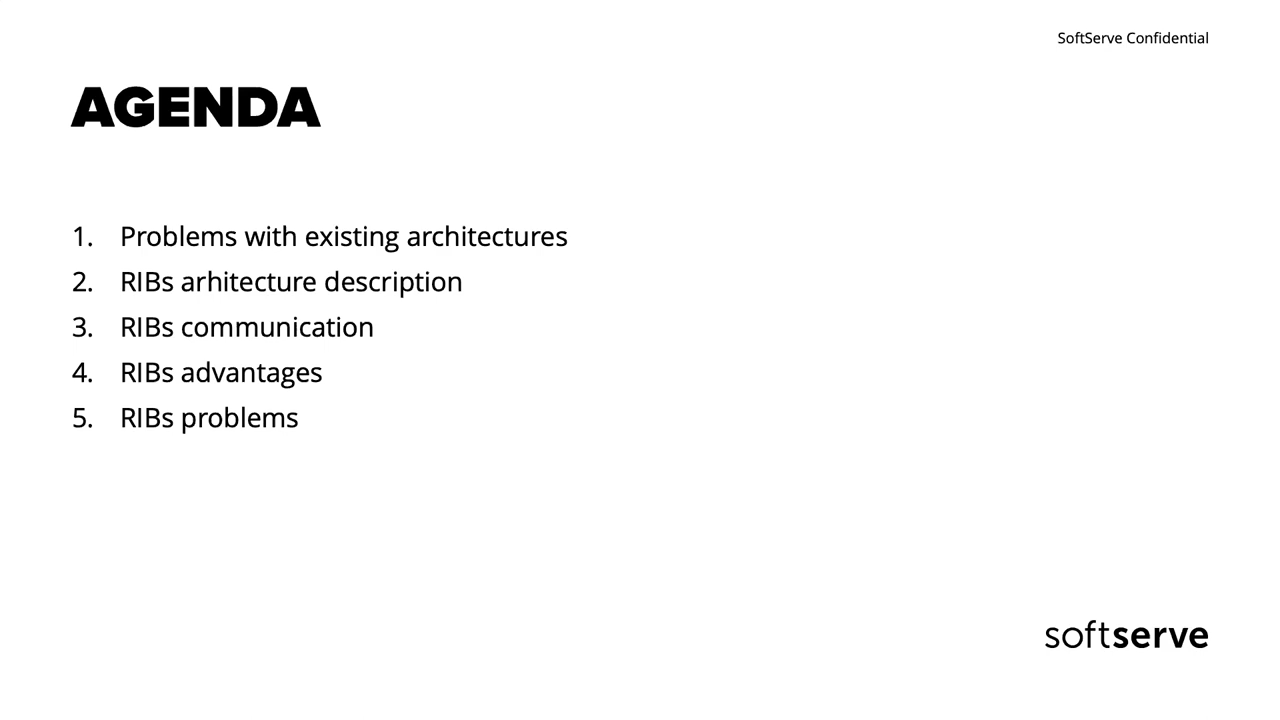 SoftServe Confidential
AGENDA
1. Problems with existing architectures
2. RIBs arhitecture description
3. RIBs communication
4. RIBs advantages
5. RIBs problems
softserve